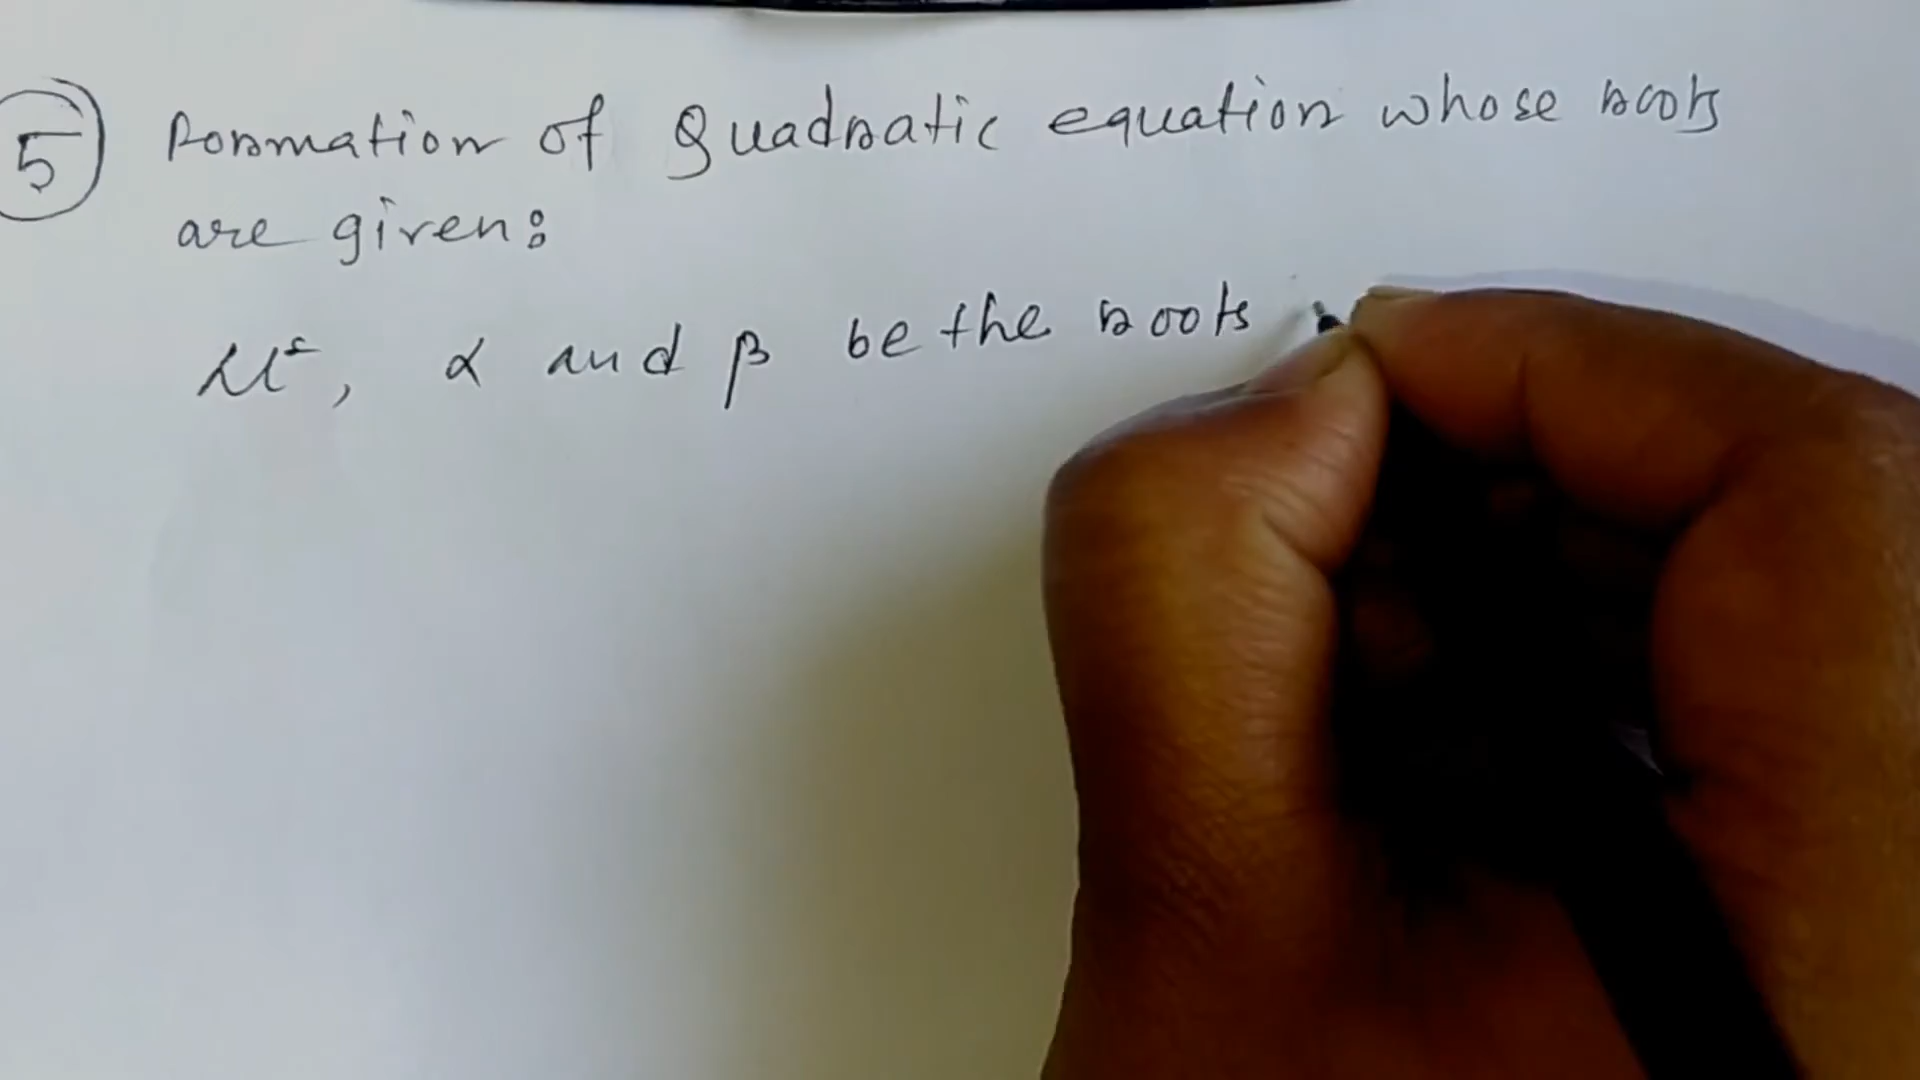 5 Formation of Quadratic equation whose roots
are given:
Let, α and β be the roots